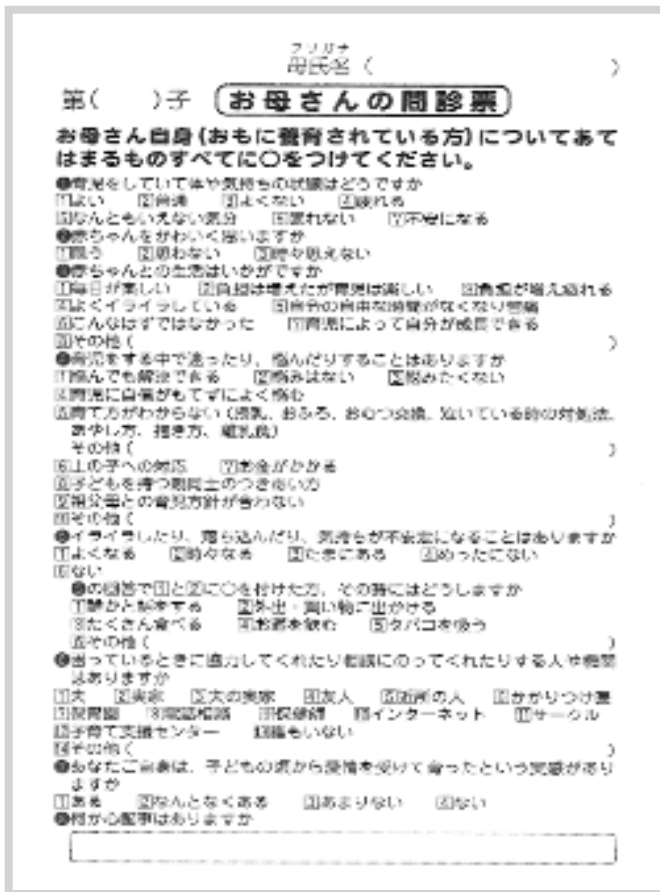 フリガナ
母氏名（　　　　　　　　　）
第（　　）子　お母さんの問診票
お母さん自身（おもに養育されている方）についてあて
はまるものすべてに○をつけてください。
❶育児をしていて体や気持ちの状態はどうですか
1よい　2普通　3よくない　4疲れる
5なんともいえない気分　6眠れない　7不安になる
❷赤ちゃんをかわいく思いますか
1思う　2思わない　3時々思えない
❸赤ちゃんとの生活はいかがですか
1毎日が楽しい　2負担は増えたが育児は楽しい　3負担が増え疲れる
4よくイライラしている　5自分の自由な時間がなくなり苦痛
6こんなはずではなかった　7育児によって自分が成長できる
8その他（　　　　　　　　　）
❹育児をする中で迷ったり、悩んだりすることはありますか
1悩んでも解決できる　2悩みはない　3悩みたくない
4育児に自信がもてずによく悩む
5育て方がわからない（授乳、おふろ、おむつ交換、泣いている時の対処法、
あやし方、抱き方、離乳食）
その他（　　　　　　　　　）
6上の子への対応　7お金がかかる
8子どもを持つ親同士のつきあい方
9祖父母との育児方針が合わない
10その他（　　　　　　　　　）
❺イライラしたり、落ち込んだり、気持ちが不安定になることはありますか
1よくなる　2時々なる　3たまにある　4めったにない
5ない
❺の回答で1と2に○を付けた方、その時にはどうしますか
1誰かと話をする　2外出・買い物に出かける
3たくさん食べる　4お酒を飲む　5タバコを吸う
6その他（　　　　　　　　　）
❻困っているときに協力してくれたり相談にのってくれたりする人や機関
はありますか
1夫　2実家　3夫の実家　4友人　5近所の人　6かかりつけ医
7保育園　8電話相談　9保健師　10インターネット　11サークル
12子育て支援センター　13誰もいない
14その他（　　　　　　　　　）
❼あなたご自身は、子どもの頃から愛情を受けて育ったという実感があり
ますか
1ある　2なんとなくある　3あまりない　4ない
❽何か心配事はありますか